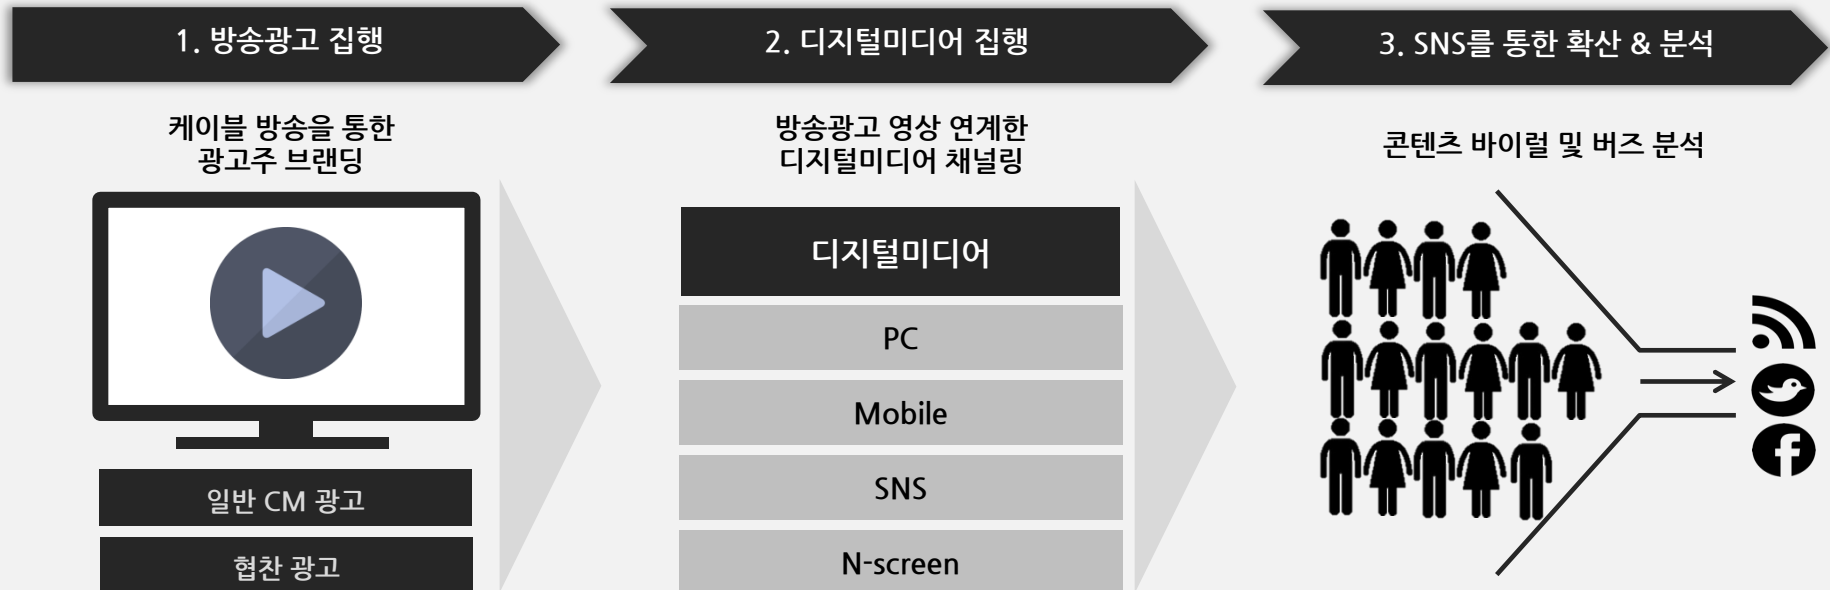 1. 방송광고 집행
2. 디지털미디어 집행
3. SNS를 통한 확산 & 분석
케이블 방송을 통한
광고주 브랜딩
방송광고 영상 연계한
디지털미디어 채널링
콘텐츠 바이럴 및 버즈 분석
일반 CM 광고
협찬 광고
디지털미디어
PC
Mobile
SNS
N-screen